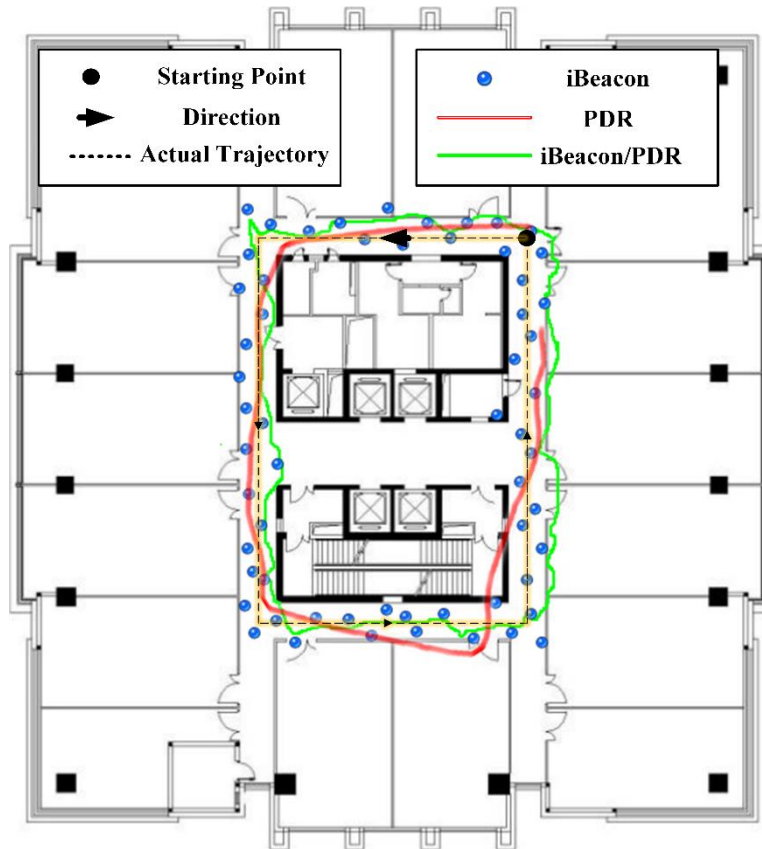 Starting Point
Direction
Actual Trajectory
iBeacon
PDR
iBeacon/PDR